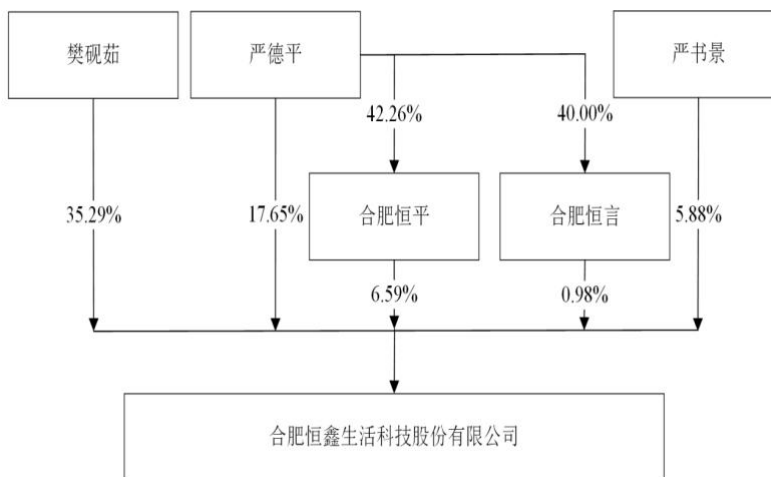 樊砚茹
严德平
严书景
42.26%
40.00%
35.29%
17.65%
合肥恒平
合肥恒言
5.88%
6.59%
0.98%
合肥恒鑫生活科技股份有限公司